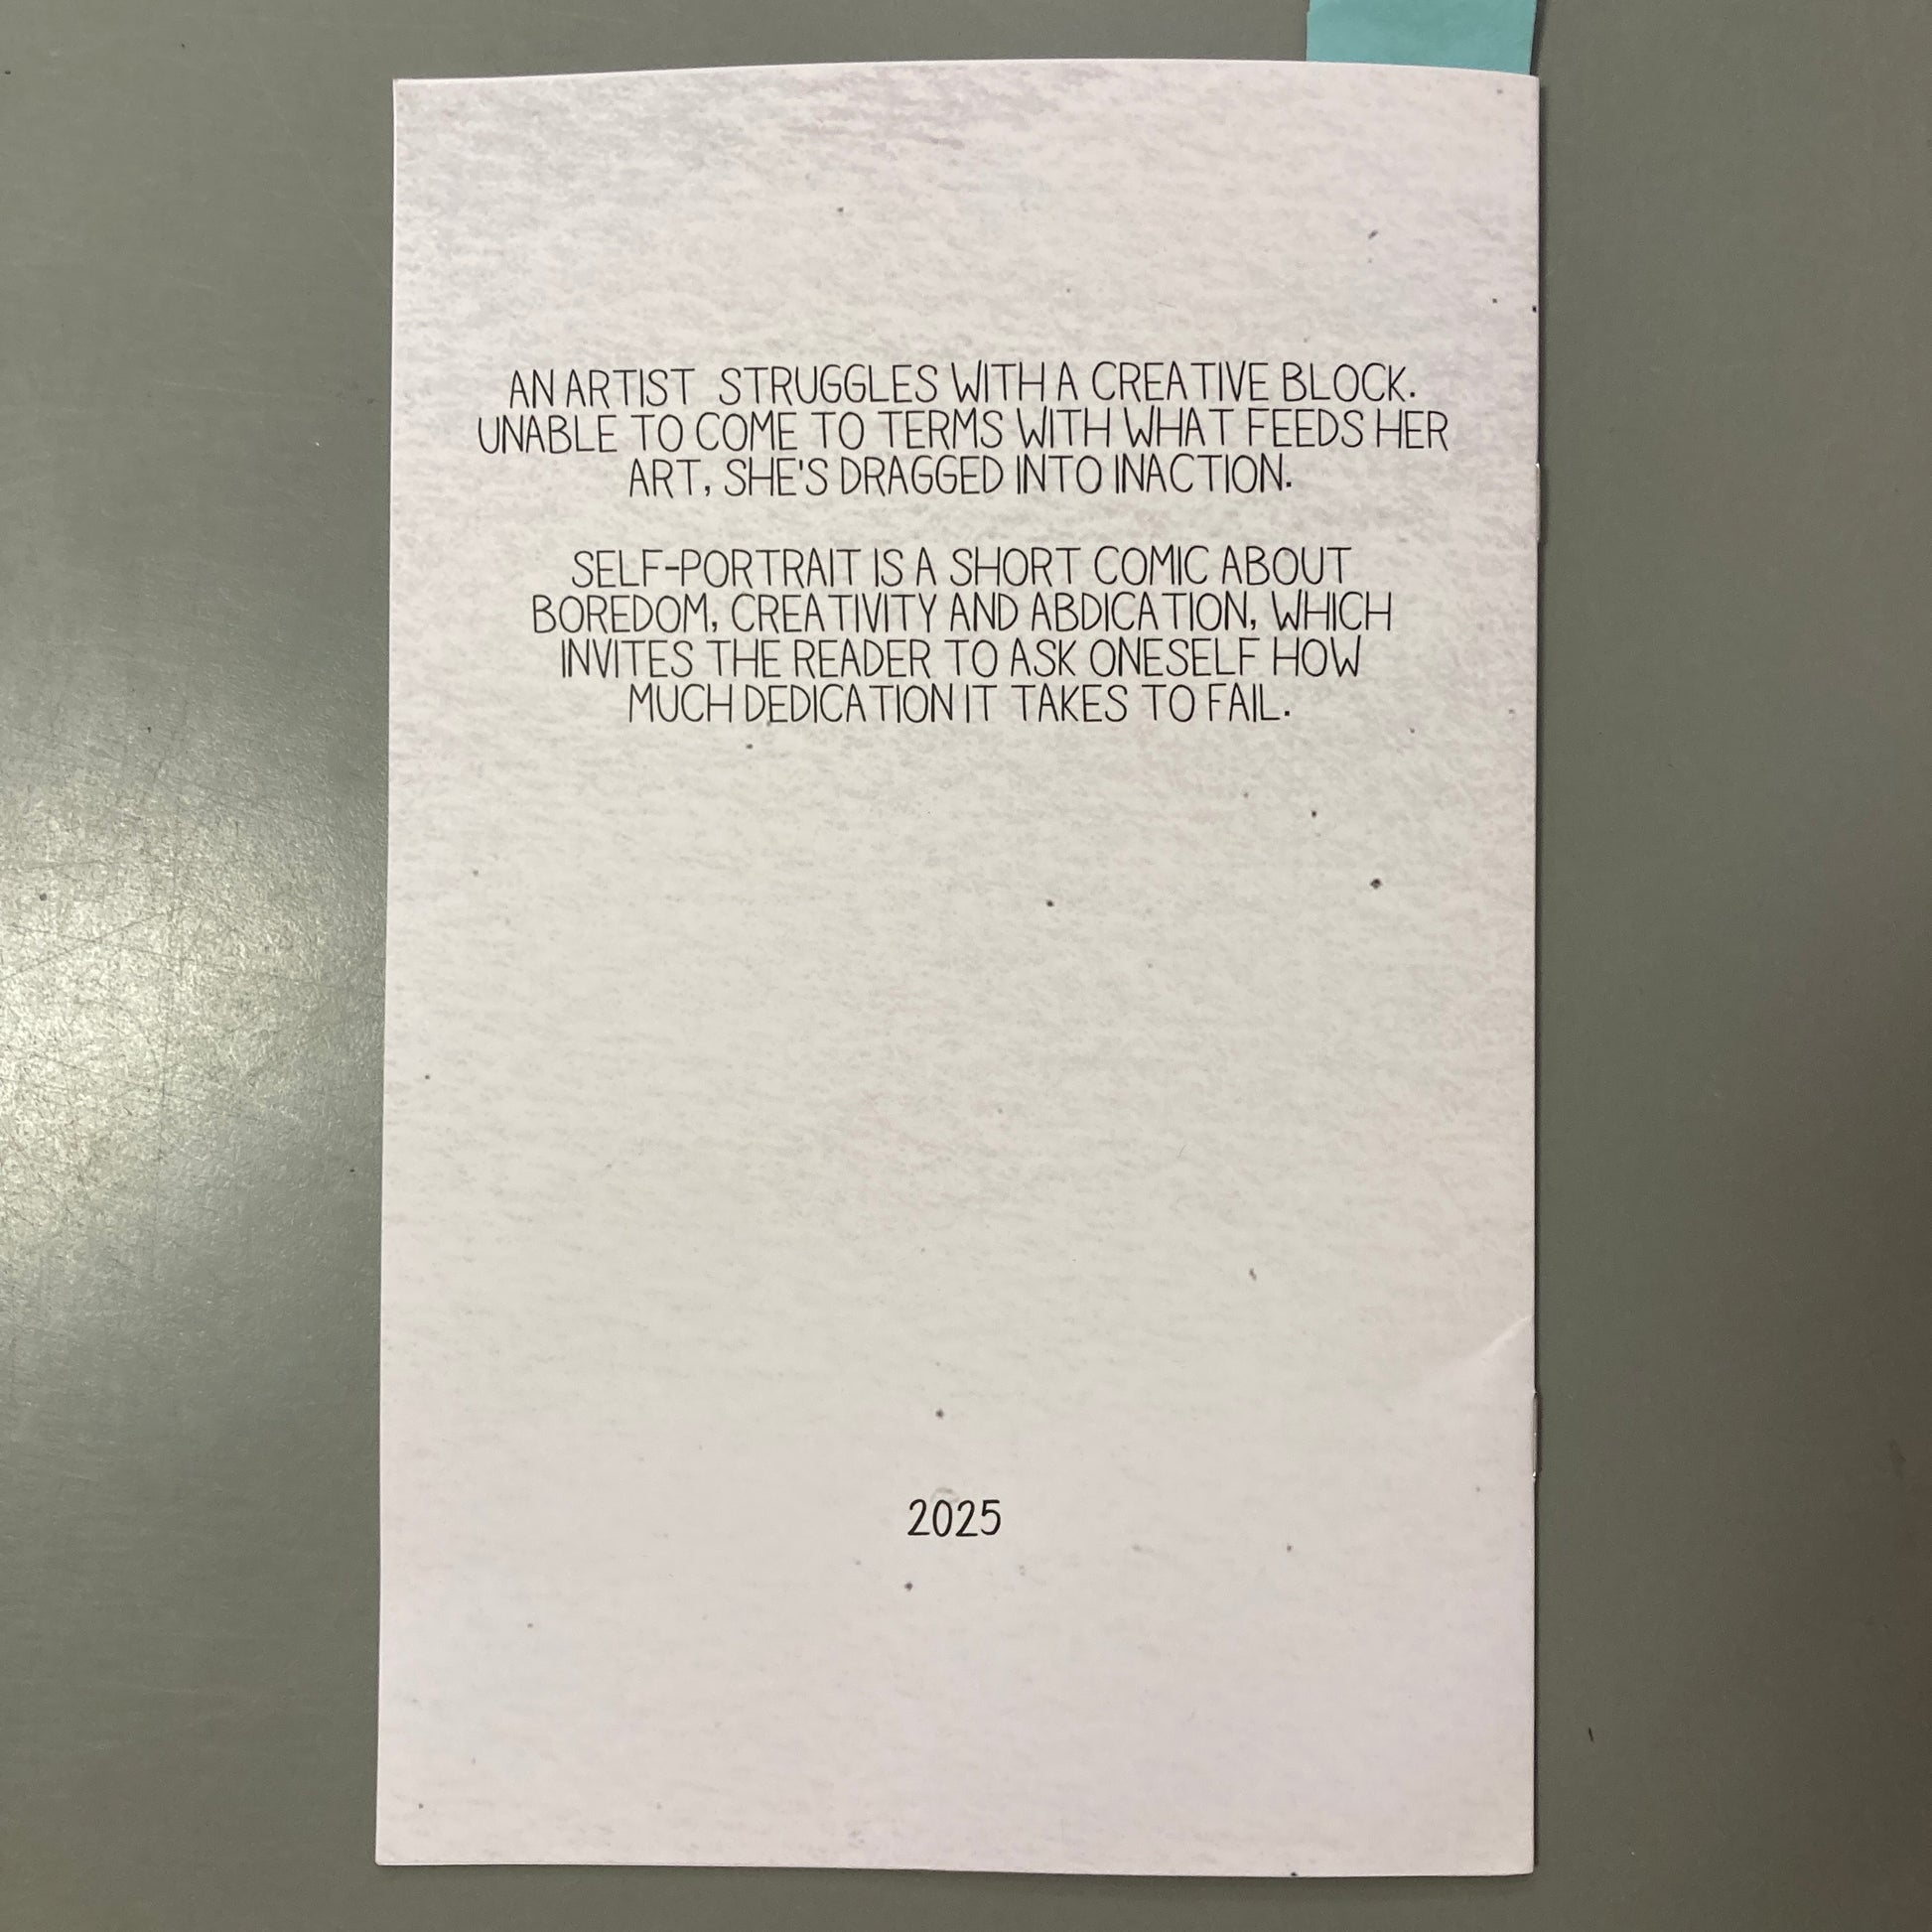 AN ARTIST STRUGGLES WITH A CREATIVE BLOCK.
UNABLE TO COME TO TERMS WITH WHAT FEEDS HER
ART, SHE'S DRAGGED INTO INACTION.
SELF-PORTRAIT IS A SHORT COMIC ABOUT
BOREDOM, CREATIVITY AND ABDICATION, WHICH
INVITES THE READER TO ASK ONESELF HOW
MUCH DEDICATION IT TAKES TO FAIL.
2025